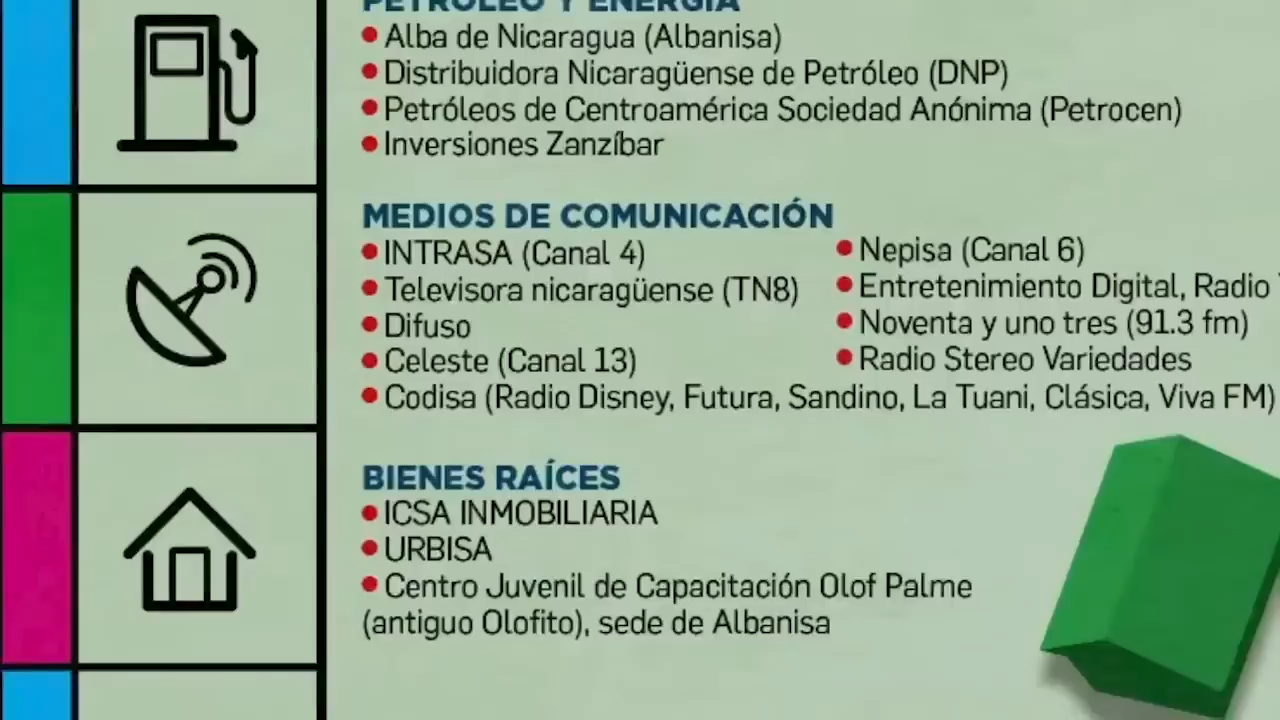 PETRÓLEO Y ENERGÍA
Alba de Nicaragua (Albanisa)
Distribuidora Nicaragüense de Petróleo (DNP)
Petróleos de Centroamérica Sociedad Anónima (Petrocen)
Inversiones Zanzíbar
MEDIOS DE COMUNICACIÓN
INTRASA (Canal 4)
Televisora nicaragüense (TN8)
Difuso
Celeste (Canal 13)
Nepisa (Canal 6)
Entretenimiento Digital, Radio
Noventa y uno tres (91.3 fm)
Radio Stereo Variedades
Codisa (Radio Disney, Futura, Sandino, La Tuani, Clásica, Viva FM)
BIENES RAÍCES
ICSA INMOBILIARIA
URBISA
Centro Juvenil de Capacitación Olof Palme
(antiguo Olofito), sede de Albanisa